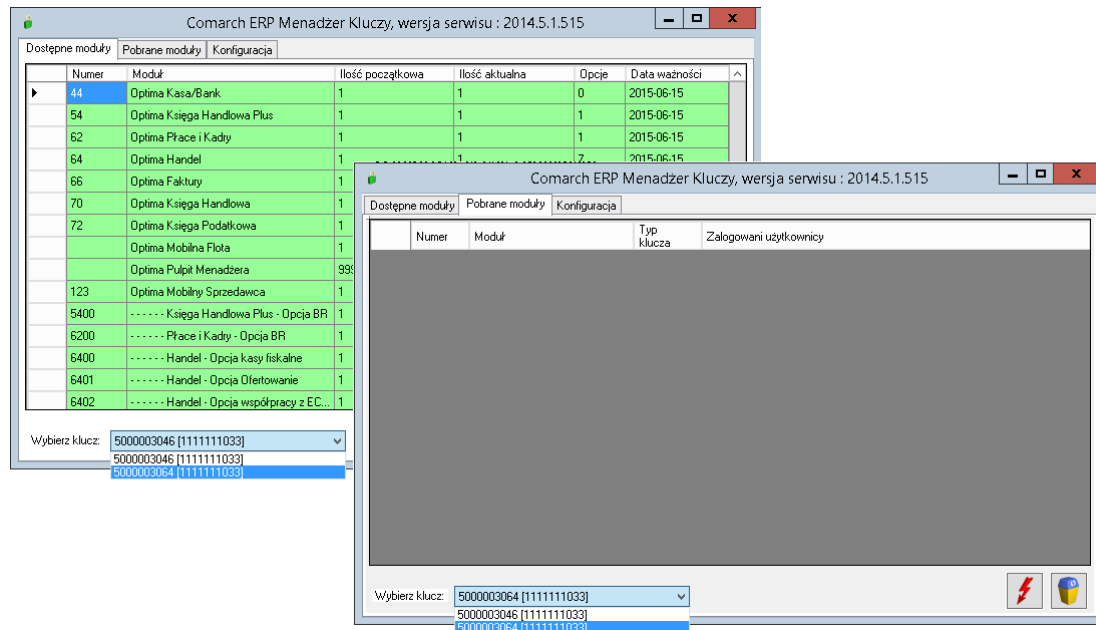 Comarch ERP Menadżer Kluczy, wersja serwisu : 2014.5.1.515
Dostępne moduły Pobrane moduły Konfiguracja
Numer Moduł Ilość początkowa Ilość aktualna Opcje Data ważności
44 Optima Kasa/Bank 1 1 0 2015-06-15
54 Optima Księga Handlowa Plus 1 1 1 2015-06-15
62 Optima Płace i Kadry 1 1 1 2015-06-15
64 Optima Handel 1 1 7 2015-06-15
66 Optima Faktury 1
70 Optima Księga Handlowa 1
72 Optima Księga Podatkowa 1
Optima Mobilna Flota 1
Optima Pulpit Menadżera 999
123 Optima Mobilny Sprzedawca 1
5400 - - - - - - Księga Handlowa Plus - Opcja BR 1
6200 - - - - - - Płace i Kadry - Opcja BR 1
6400 - - - - - - Handel - Opcja kasy fiskalne 1
6401 - - - - - - Handel - Opcja Ofertowanie 1
6402 - - - - - - Handel - Opcja współpracy z EC... 1
Wybierz klucz: 5000003046 [1111111033]
5000003046 [1111111033]
5000003064 [1111111033]
Comarch ERP Menadżer Kluczy, wersja serwisu : 2014.5.1.515
Dostępne moduły Pobrane moduły Konfiguracja
Numer Moduł Typ klucza Zalogowani użytkownicy
Wybierz klucz: 5000003064 [1111111033]
5000003046 [1111111033]
5000003064 [1111111033]